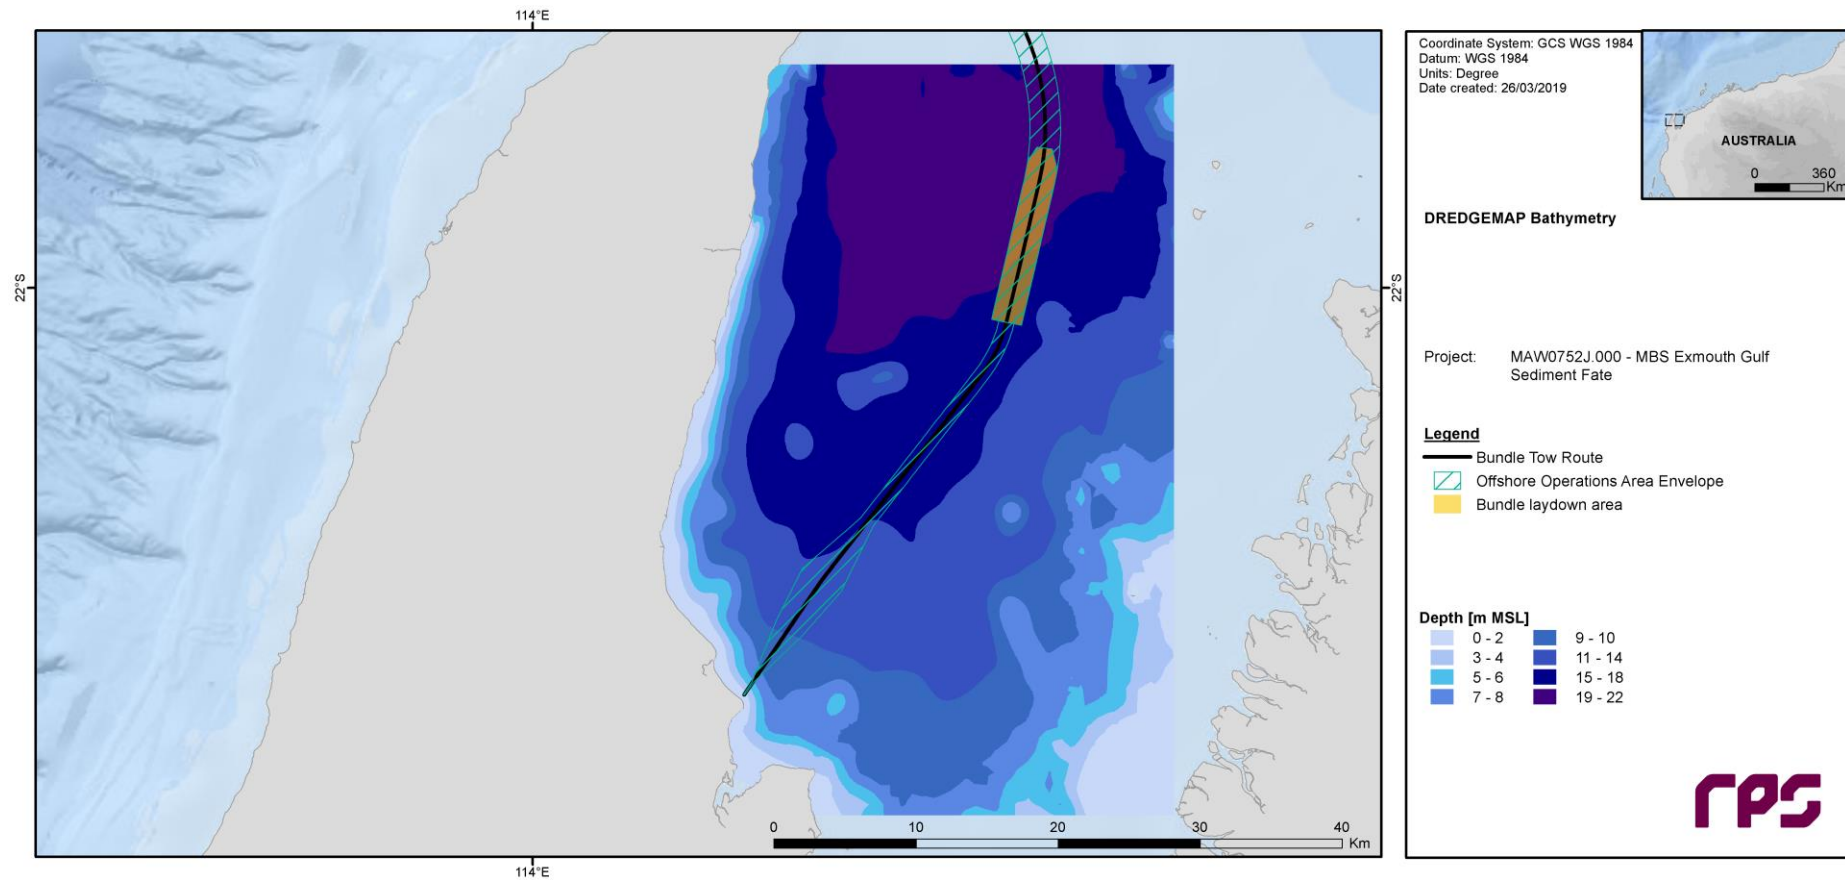 114°E
22°S
22°S
0 10 20 30 40
Km
114°E
Coordinate System: GCS WGS 1984
Datum: WGS 1984
Units: Degree
Date created: 26/03/2019
AUSTRALIA
0 360
Km
DREDGEMAP Bathymetry
Project: MAW0752J.000 - MBS Exmouth Gulf
Sediment Fate
Legend
Bundle Tow Route
Offshore Operations Area Envelope
Bundle laydown area
Depth [m MSL]
0 - 2 9 - 10
3 - 4 11 - 14
5 - 6 15 - 18
7 - 8 19 - 22
rps